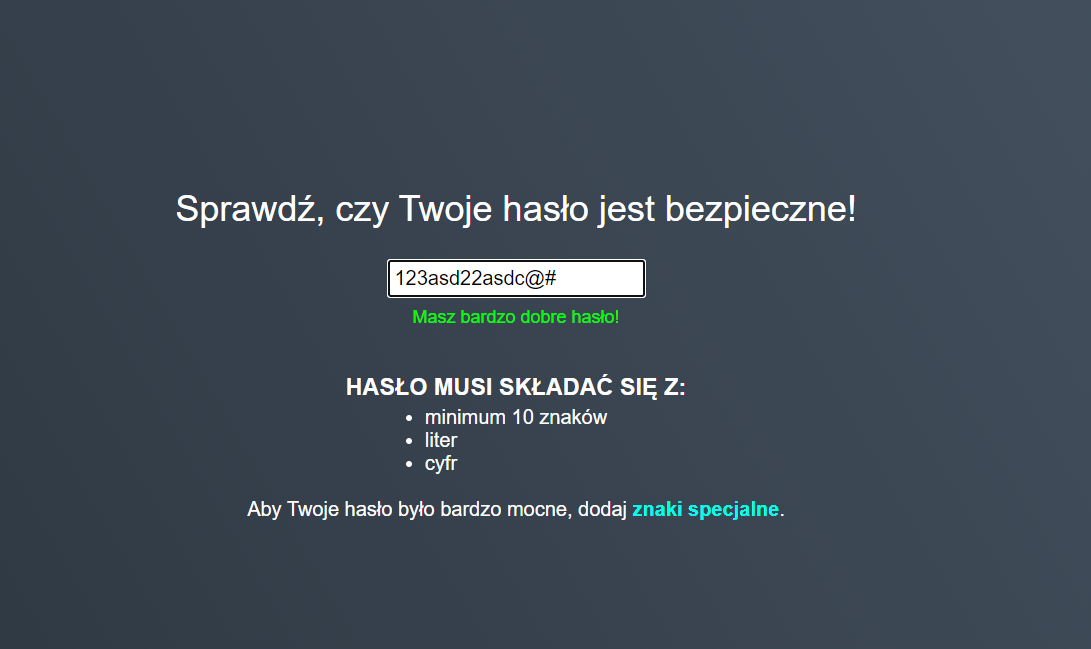 Sprawdź, czy Twoje hasło jest bezpieczne!
123asd22asdc@#
Masz bardzo dobre hasło!
HASŁO MUSI SKŁADAĆ SIĘ Z:
• minimum 10 znaków
• liter
• cyfr
Aby Twoje hasło było bardzo mocne, dodaj znaki specjalne.